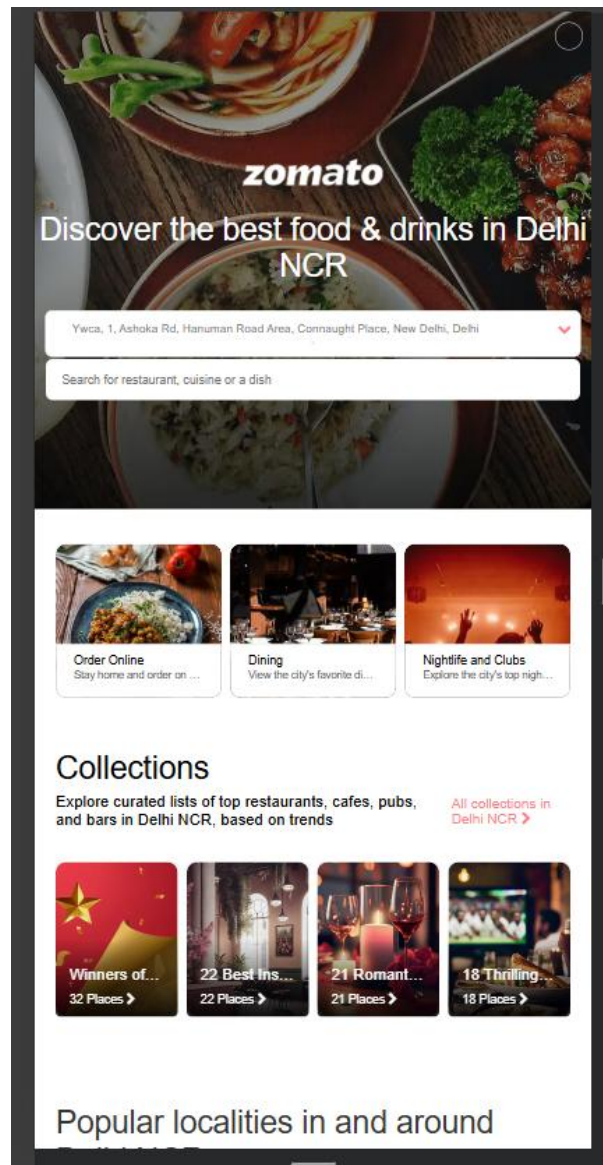 zomato
Discover the best food & drinks in Delhi
NCR
Ywca, 1, Ashoka Rd, Hanuman Road Area, Connaught Place, New Delhi, Delhi
Search for restaurant, cuisine or a dish
Order Online
Stay home and order on ...
Dining
View the city's favorite di...
Nightlife and Clubs
Explore the city's top nigh...
Collections
Explore curated lists of top restaurants, cafes, pubs,
and bars in Delhi NCR, based on trends
All collections in
Delhi NCR
Winners of...
32 Places
22 Best Ins...
22 Places
21 Romant...
21 Places
18 Thrilling...
18 Places
Popular localities in and around